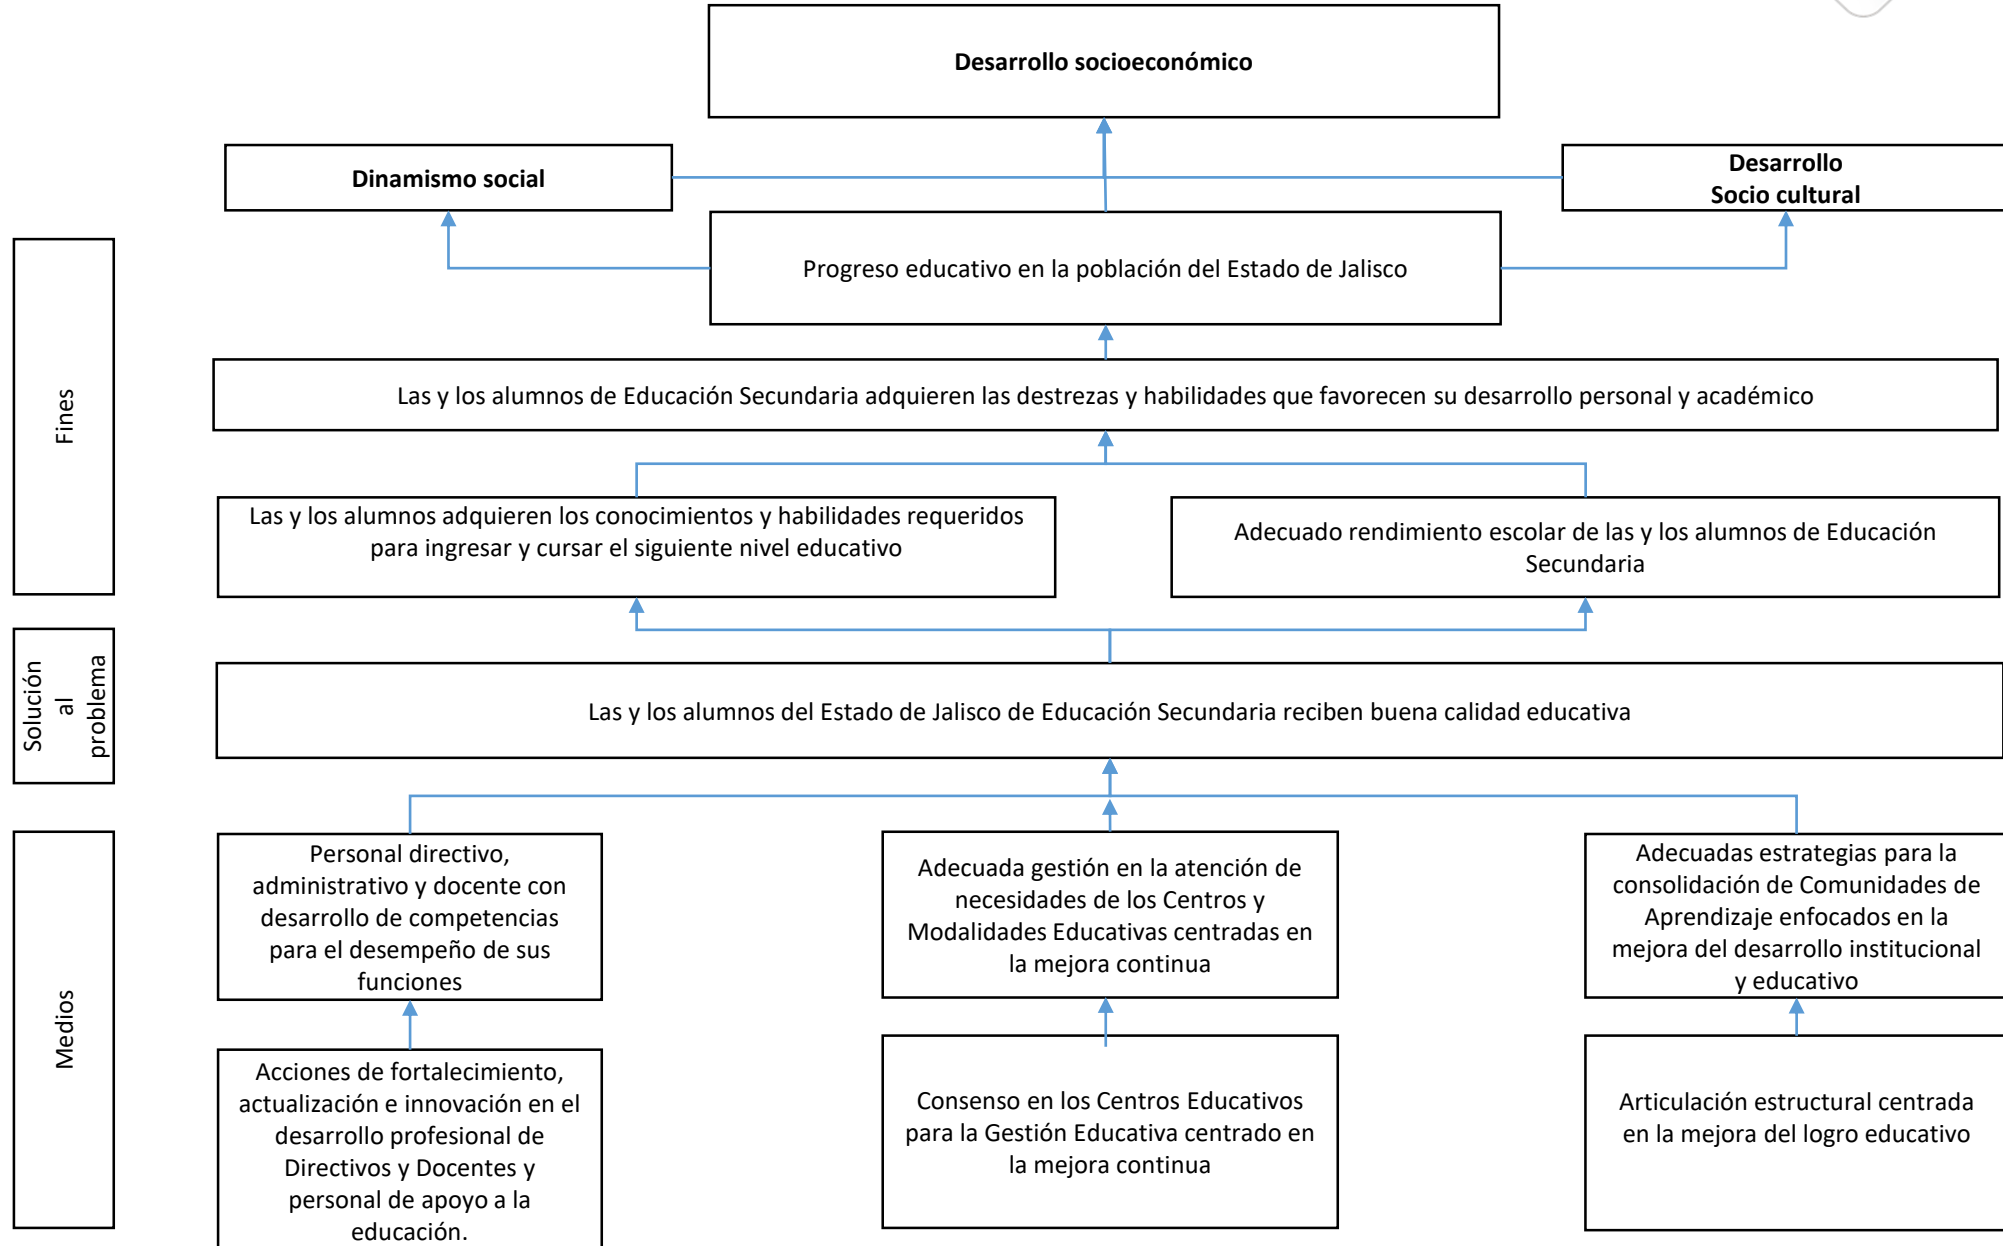 Desarrollo socioeconómico
Dinamismo social
Desarrollo
Socio cultural
Progreso educativo en la población del Estado de Jalisco
Fines
Las y los alumnos de Educación Secundaria adquieren las destrezas y habilidades que favorecen su desarrollo personal y académico
Las y los alumnos adquieren los conocimientos y habilidades requeridos
para ingresar y cursar el siguiente nivel educativo
Adecuado rendimiento escolar de las y los alumnos de Educación
Secundaria
Solución
al
problema
Las y los alumnos del Estado de Jalisco de Educación Secundaria reciben buena calidad educativa
Medios
Personal directivo,
administrativo y docente con
desarrollo de competencias
para el desempeño de sus
funciones
Adecuada gestión en la atención de
necesidades de los Centros y
Modalidades Educativas centradas en
la mejora continua
Adecuadas estrategias para la
consolidación de Comunidades de
Aprendizaje enfocados en la
mejora del desarrollo institucional
y educativo
Acciones de fortalecimiento,
actualización e innovación en el
desarrollo profesional de
Directivos y Docentes y
personal de apoyo a la
educación.
Consenso en los Centros Educativos
para la Gestión Educativa centrado en
la mejora continua
Articulación estructural centrada
en la mejora del logro educativo